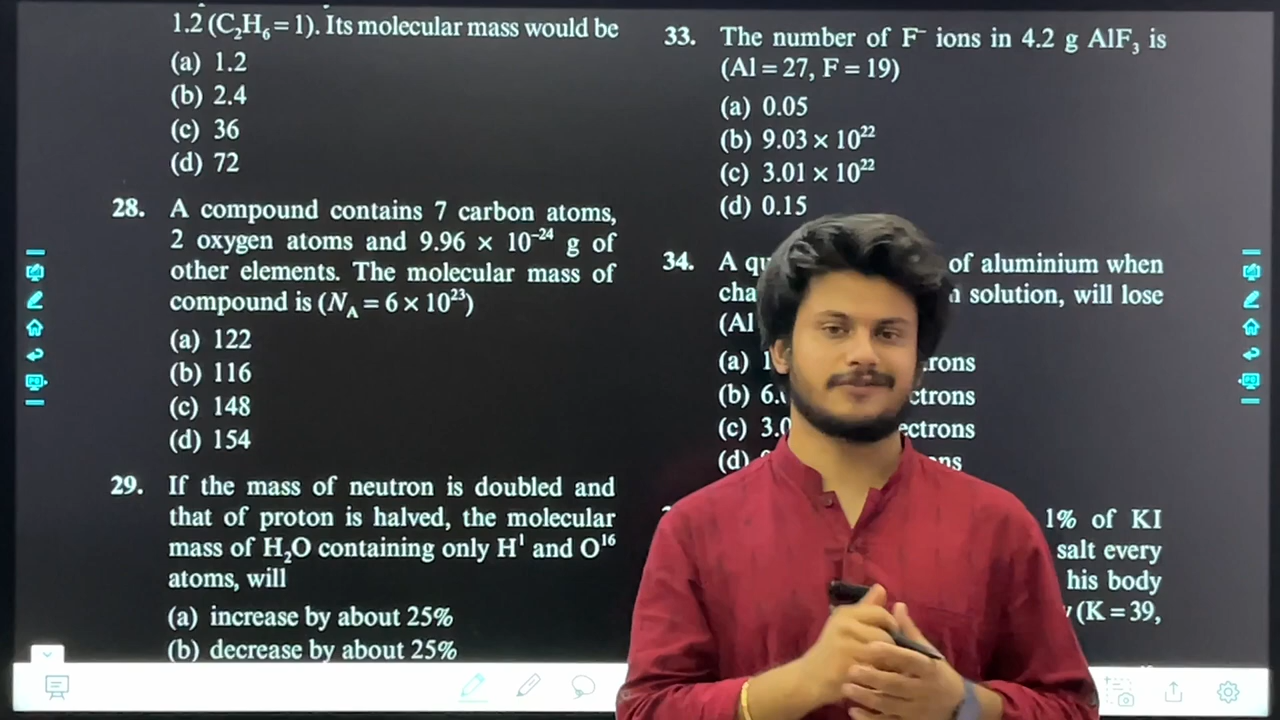 1.2 (C₂H₆ = 1). Its molecular mass would be
(a) 1.2
(b) 2.4
(c) 36
(d) 72
28. A compound contains 7 carbon atoms,
2 oxygen atoms and 9.96 × 10⁻²⁴ g of
other elements. The molecular mass of
compound is (N_A = 6 × 10²³)
(a) 122
(b) 116
(c) 148
(d) 154
29. If the mass of neutron is doubled and
that of proton is halved, the molecular
mass of H₂O containing only H¹ and O¹⁶
atoms, will
(a) increase by about 25%
(b) decrease by about 25%
33. The number of F⁻ ions in 4.2 g AlF₃ is
(Al = 27, F = 19)
(a) 0.05
(b) 9.03 × 10²²
(c) 3.01 × 10²²
(d) 0.15
34. A of aluminium when
solution, will lose
(Al
(a)
(b)
(c)
(d)
1% of KI
salt every
his body
(K = 39,